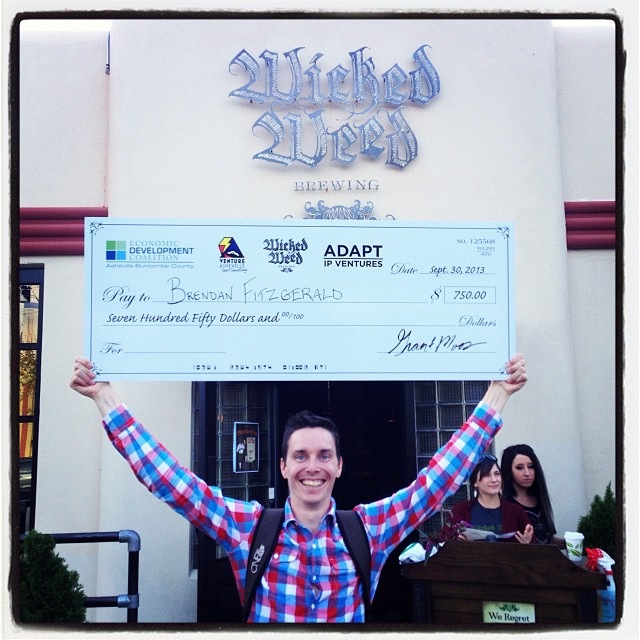 Wicked
Weed
BREWING
ECONOMIC
DEVELOPMENT
COALITION
Asheville-Buncombe County
VENTURE
Wicked
Weed
ADAPT
IP VENTURES
NO. 125568
Date Sept. 30, 2013
Pay to BRENDAN FITZGERALD $ 750.00
Seven Hundred Fifty Dollars and 00/100 Dollars
For
We Regret